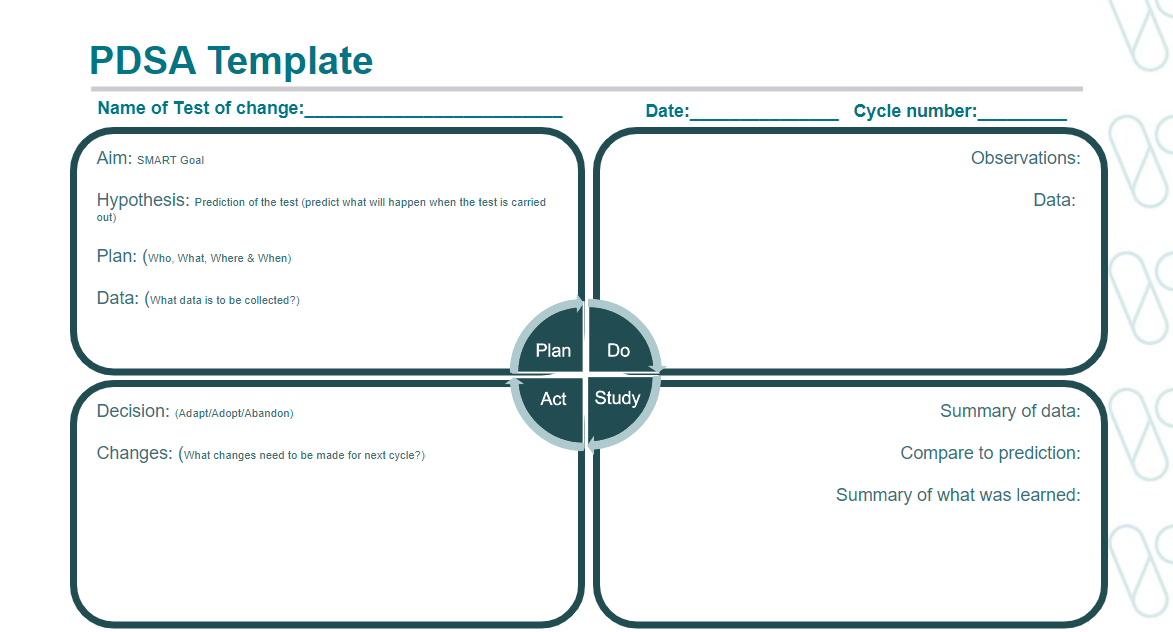 PDSA Template
Name of Test of change:__________________________
Date:_______________ Cycle number:_________
Aim: SMART Goal
Hypothesis: Prediction of the test (predict what will happen when the test is carried
out)
Plan: (Who, What, Where & When)
Data: (What data is to be collected?)
Observations:
Data:
Plan
Do
Act
Study
Decision: (Adapt/Adopt/Abandon)
Changes: (What changes need to be made for next cycle?)
Summary of data:
Compare to prediction:
Summary of what was learned: